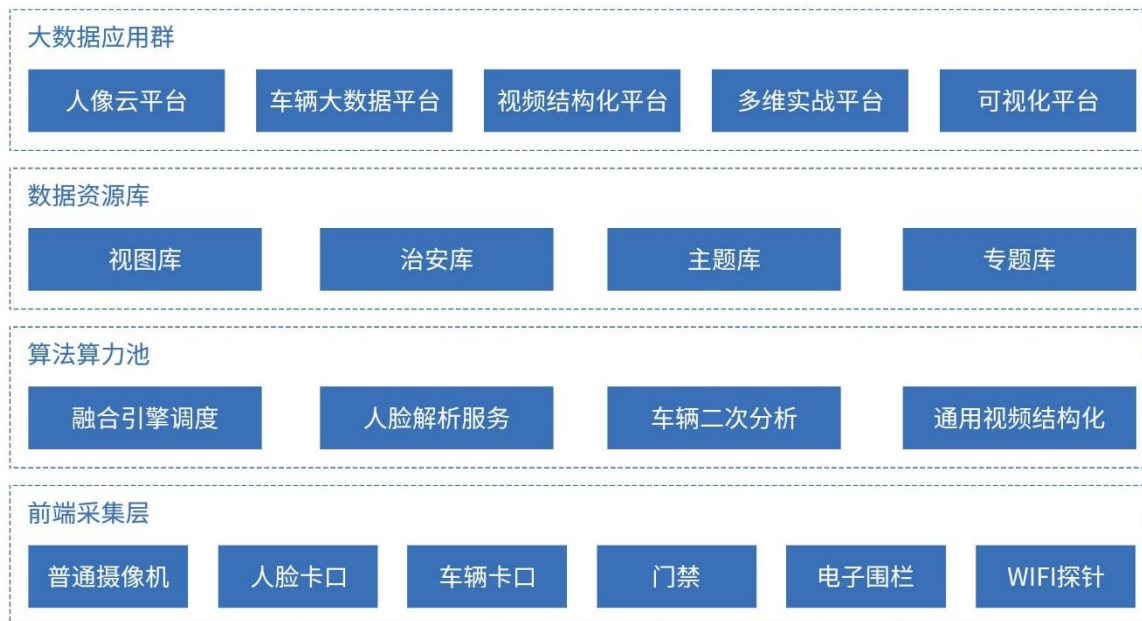 大数据应用群
人像云平台 车辆大数据平台 视频结构化平台 多维实战平台 可视化平台
数据资源库
视图库 治安库 主题库 专题库
算法算力池
融合引擎调度 人脸解析服务 车辆二次分析 通用视频结构化
前端采集层
普通摄像机 人脸卡口 车辆卡口 门禁 电子围栏 WIFI探针